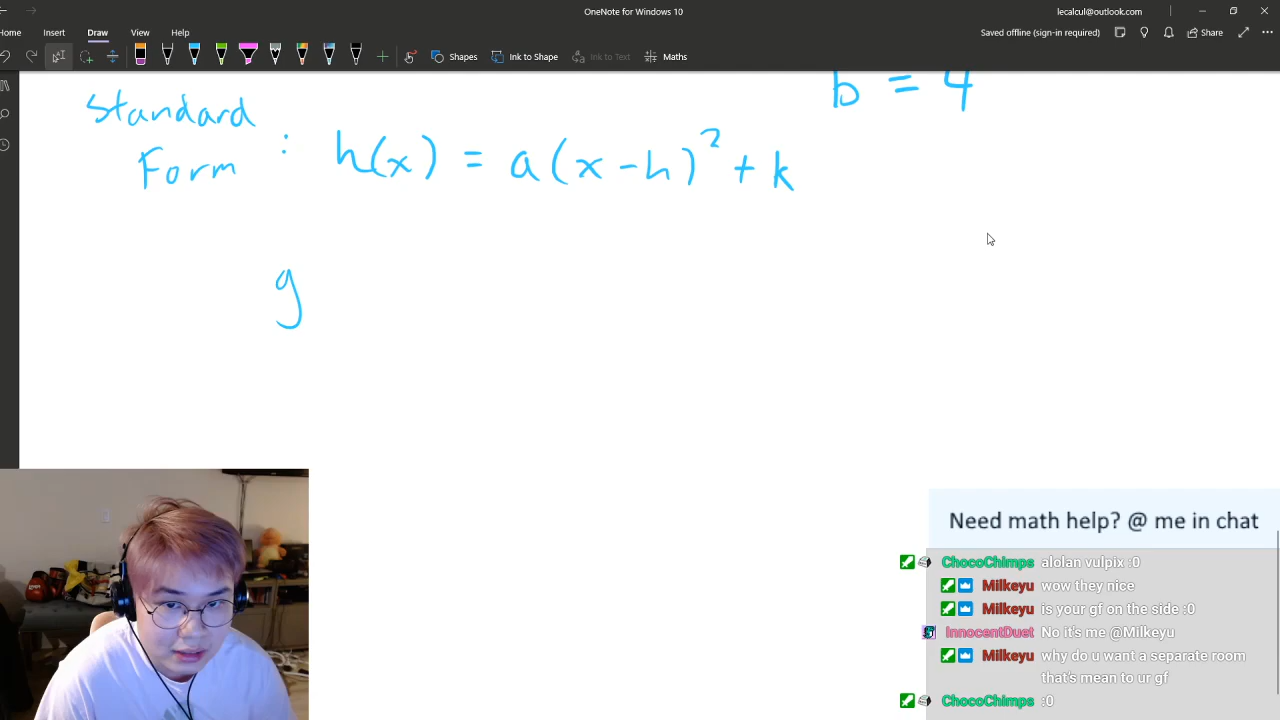 OneNote for Windows 10
lecalcul@outlook.com
Home Insert Draw View Help
Saved offline (sign-in required)
Share
Shapes Ink to Shape Ink to Text Maths
b = 4
Standard
Form : h(x) = a(x-h)² + k
g
Need math help? @ me in chat
ChocoChimps alolan vulpix :0
Milkeyu wow they nice
Milkeyu is your gf on the side :0
InnocentDuet No it's me @Milkeyu
Milkeyu why do u want a separate room
that's mean to ur gf
ChocoChimps :0